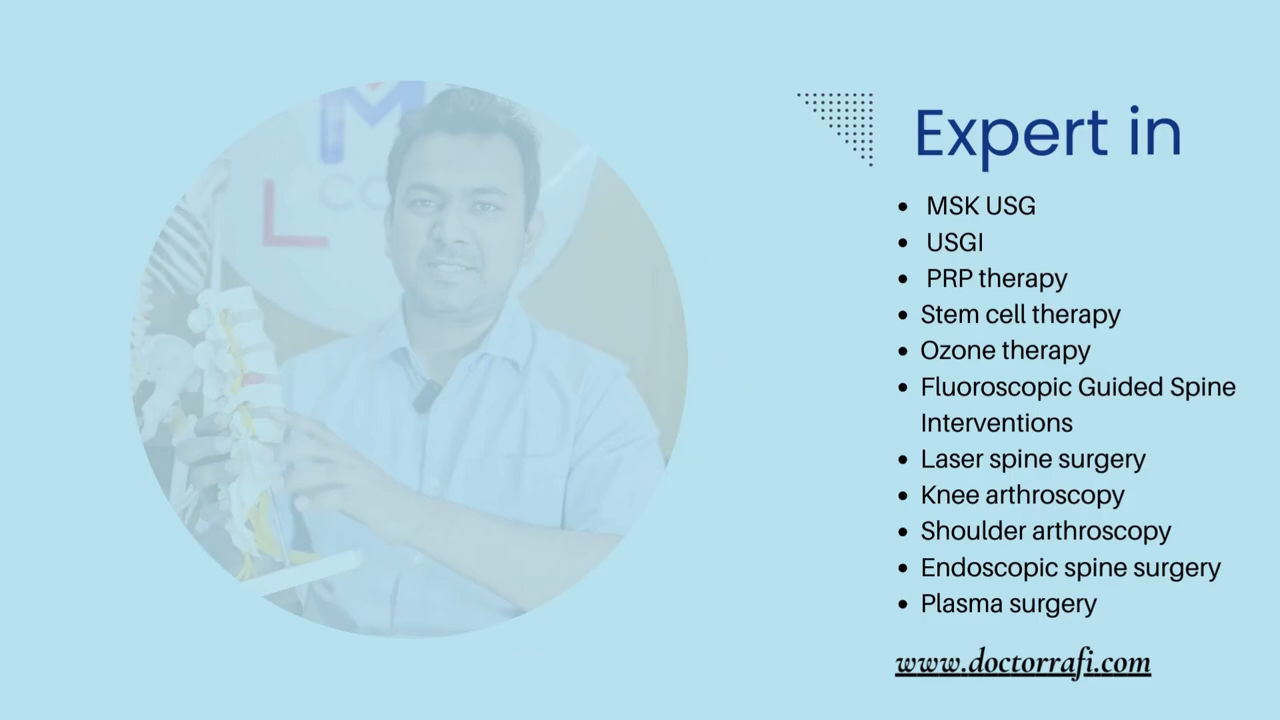 M
L
CO
Expert in
MSK USG
USGI
PRP therapy
Stem cell therapy
Ozone therapy
Fluoroscopic Guided Spine
Interventions
Laser spine surgery
Knee arthroscopy
Shoulder arthroscopy
Endoscopic spine surgery
Plasma surgery
www.doctorrafi.com